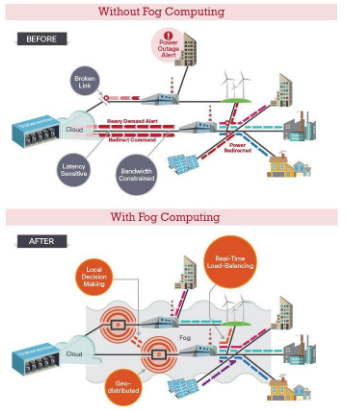 Without Fog Computing
BEFORE
Power
Outage
Alert
Broken
Link
Cloud
Heavy Demand Alert
Redirect Command
Power
Redirected
Latency
Sensitive
Bandwidth
Constrained
With Fog Computing
AFTER
Local
Decision
Making
Real-Time
Load-Balancing
Cloud
Fog
Geo-
distributed